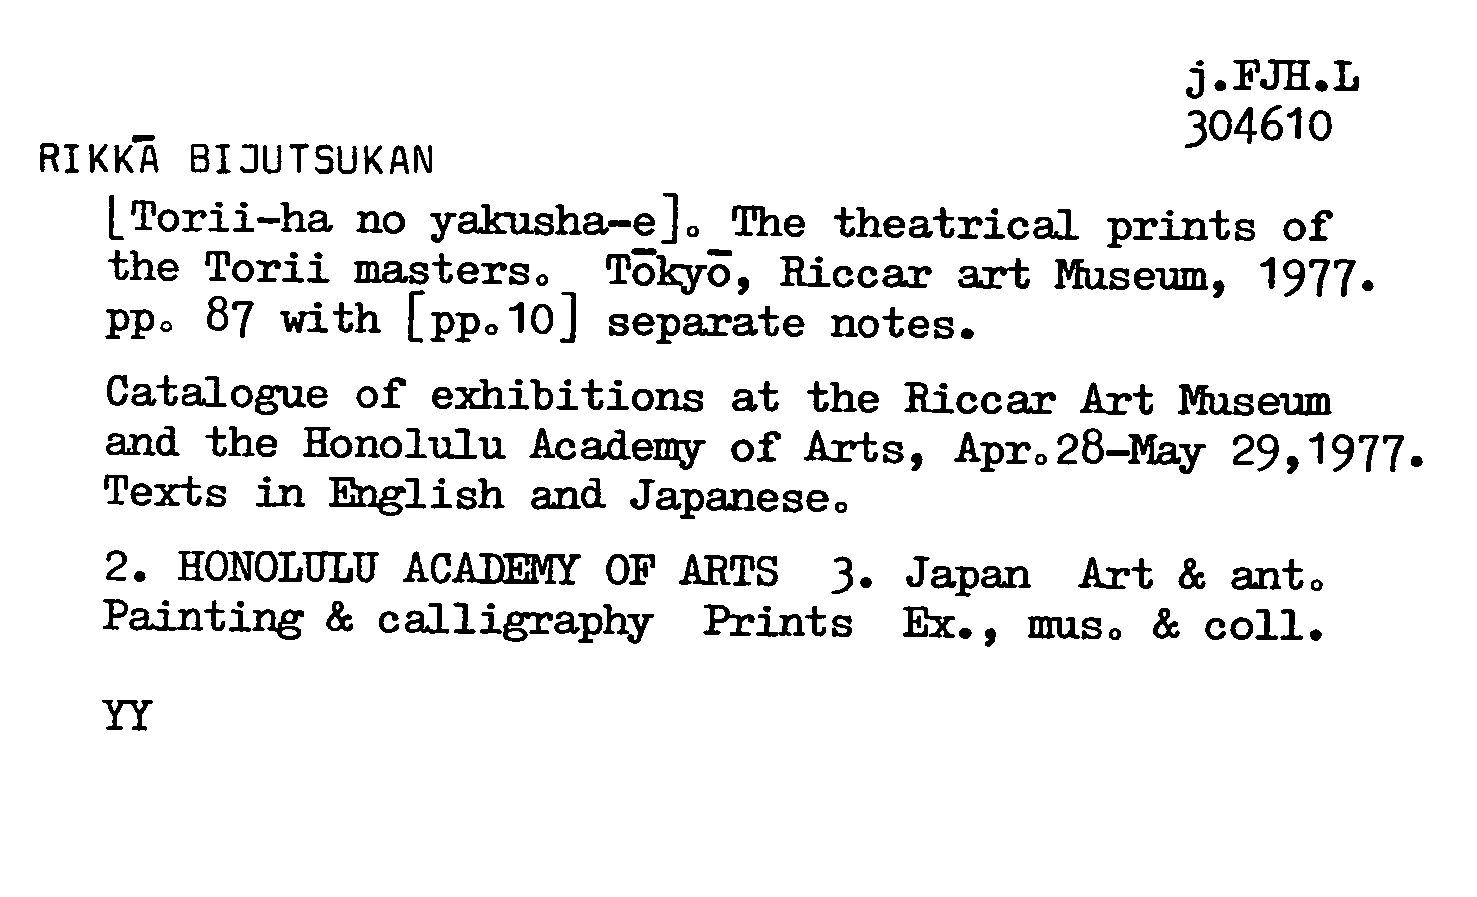 j.FJH.L
304610
RIKKĀ BIJUTSUKAN
[Torii-ha no yakusha-e]. The theatrical prints of
the Torii masters. Tōkyō, Riccar art Museum, 1977.
pp. 87 with [pp.10] separate notes.
Catalogue of exhibitions at the Riccar Art Museum
and the Honolulu Academy of Arts, Apr.28-May 29,1977.
Texts in English and Japanese.
2. HONOLULU ACADEMY OF ARTS 3. Japan Art & ant.
Painting & calligraphy Prints Ex., mus. & coll.
YY